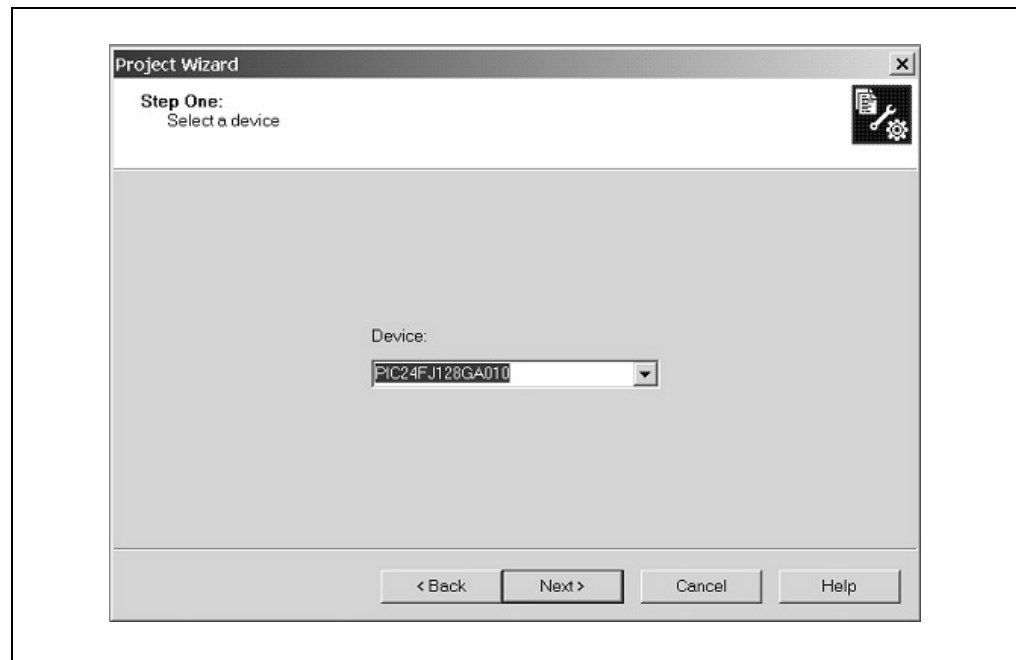 Project Wizard
Step One:
Select a device
Device:
PIC24FJ128GA010
< Back
Next >
Cancel
Help